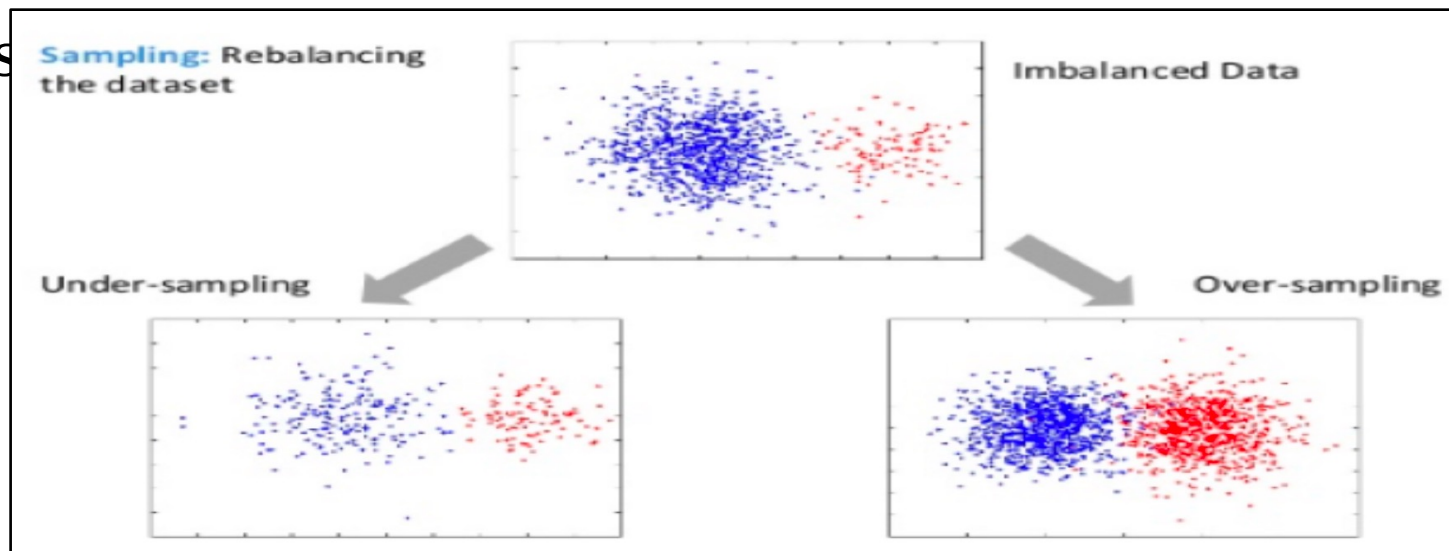 Sampling: Rebalancing
the dataset
Imbalanced Data
Under-sampling
Over-sampling